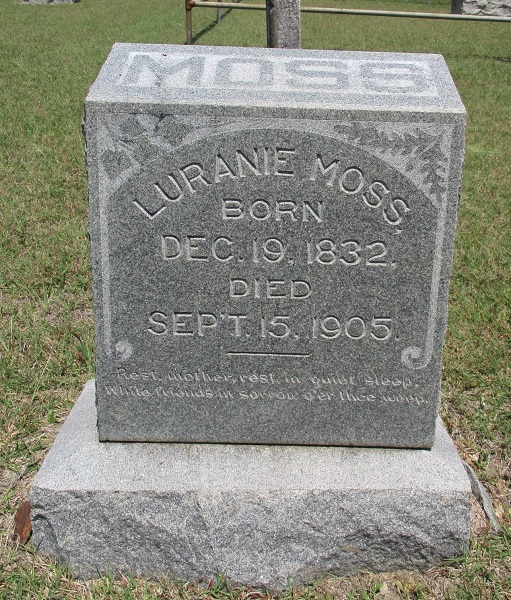 MOSS
LURANIE MOSS,
BORN
DEC. 19, 1832.
DIED
SEP'T. 15, 1905.
Rest, mother, rest, in quiet sleep,
While friends in sorrow o'er thee weep.